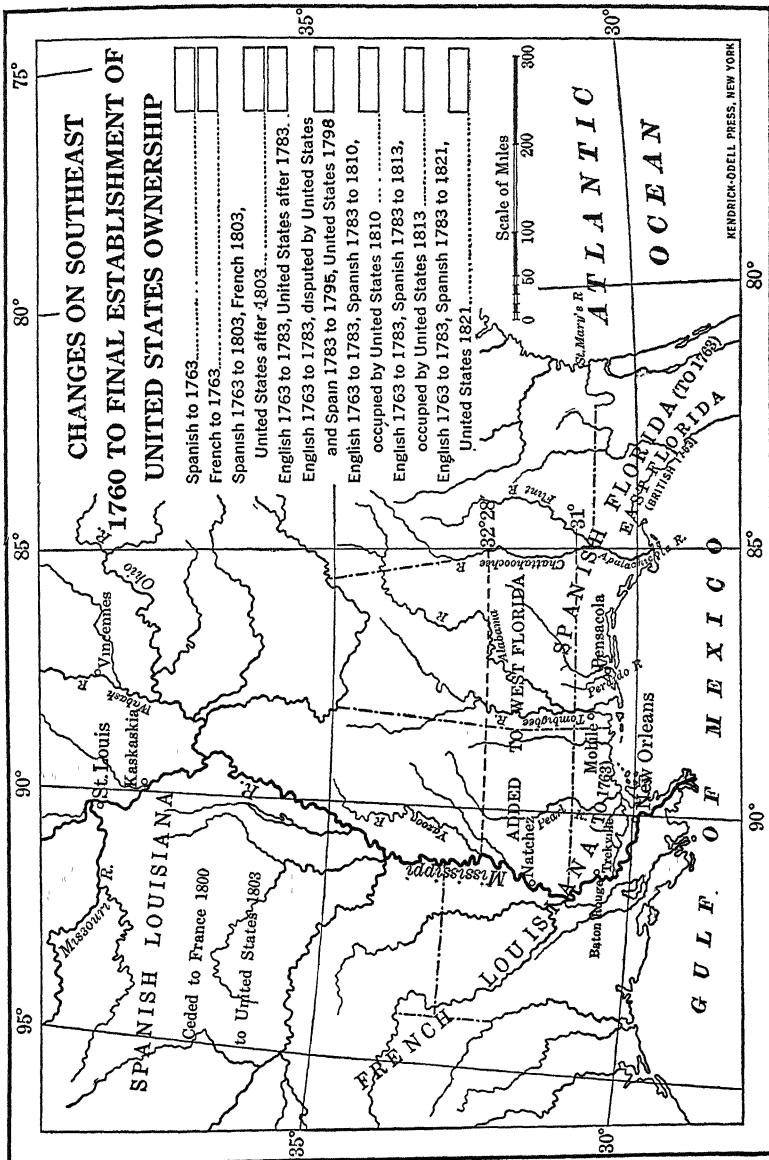 CHANGES ON SOUTHEAST
1760 TO FINAL ESTABLISHMENT OF
UNITED STATES OWNERSHIP
Spanish to 1763
French to 1763
Spanish 1763 to 1803, French 1803,
United States after 1803
English 1763 to 1783, United States after 1783
English 1763 to 1783, disputed by United States
and Spain 1783 to 1795, United States 1798
English 1763 to 1783, Spanish 1783 to 1810,
occupied by United States 1810
English 1763 to 1783, Spanish 1783 to 1813,
occupied by United States 1813
English 1763 to 1783, Spanish 1783 to 1821,
United States 1821
Scale of Miles
0 50 100 200 300
95°
90°
85°
80°
75°
35°
35°
30°
30°
90°
85°
80°
SPANISH LOUISIANA
Ceded to France 1800
to United States 1803
Missouri R.
St. Louis
Kaskaskia
Vincennes
Wabash R.
Ohio R.
Mississippi R.
Yazoo R.
FRENCH LOUISIANA (TO 1763)
ADDED TO WEST FLORIDA
32°28'
31°
Natchez
Pearl R.
Baton Rouge
New Orleans
Mobile
Tombigbee R.
Alabama R.
Pensacola
Perdido R.
Chattahoochee R.
Flint R.
Apalachicola R.
SPANISH FLORIDA (TO 1763)
EAST FLORIDA
(BRITISH 1763)
St. Mary's R.
ATLANTIC
OCEAN
GULF OF MEXICO
KENDRICK-ODELL PRESS, NEW YORK